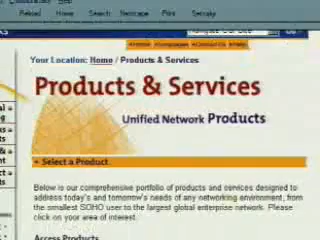 Reload Home Search Netscape Print Security
Your Location: Home / Products & Services
Products & Services
Unified Network Products
Select a Product
Below is our comprehensive portfolio of products and services designed to
address today's and tomorrow's needs of any networking environment, from
the smallest SOHO user to the largest global enterprise network. Please
click on your area of interest.
Access Products